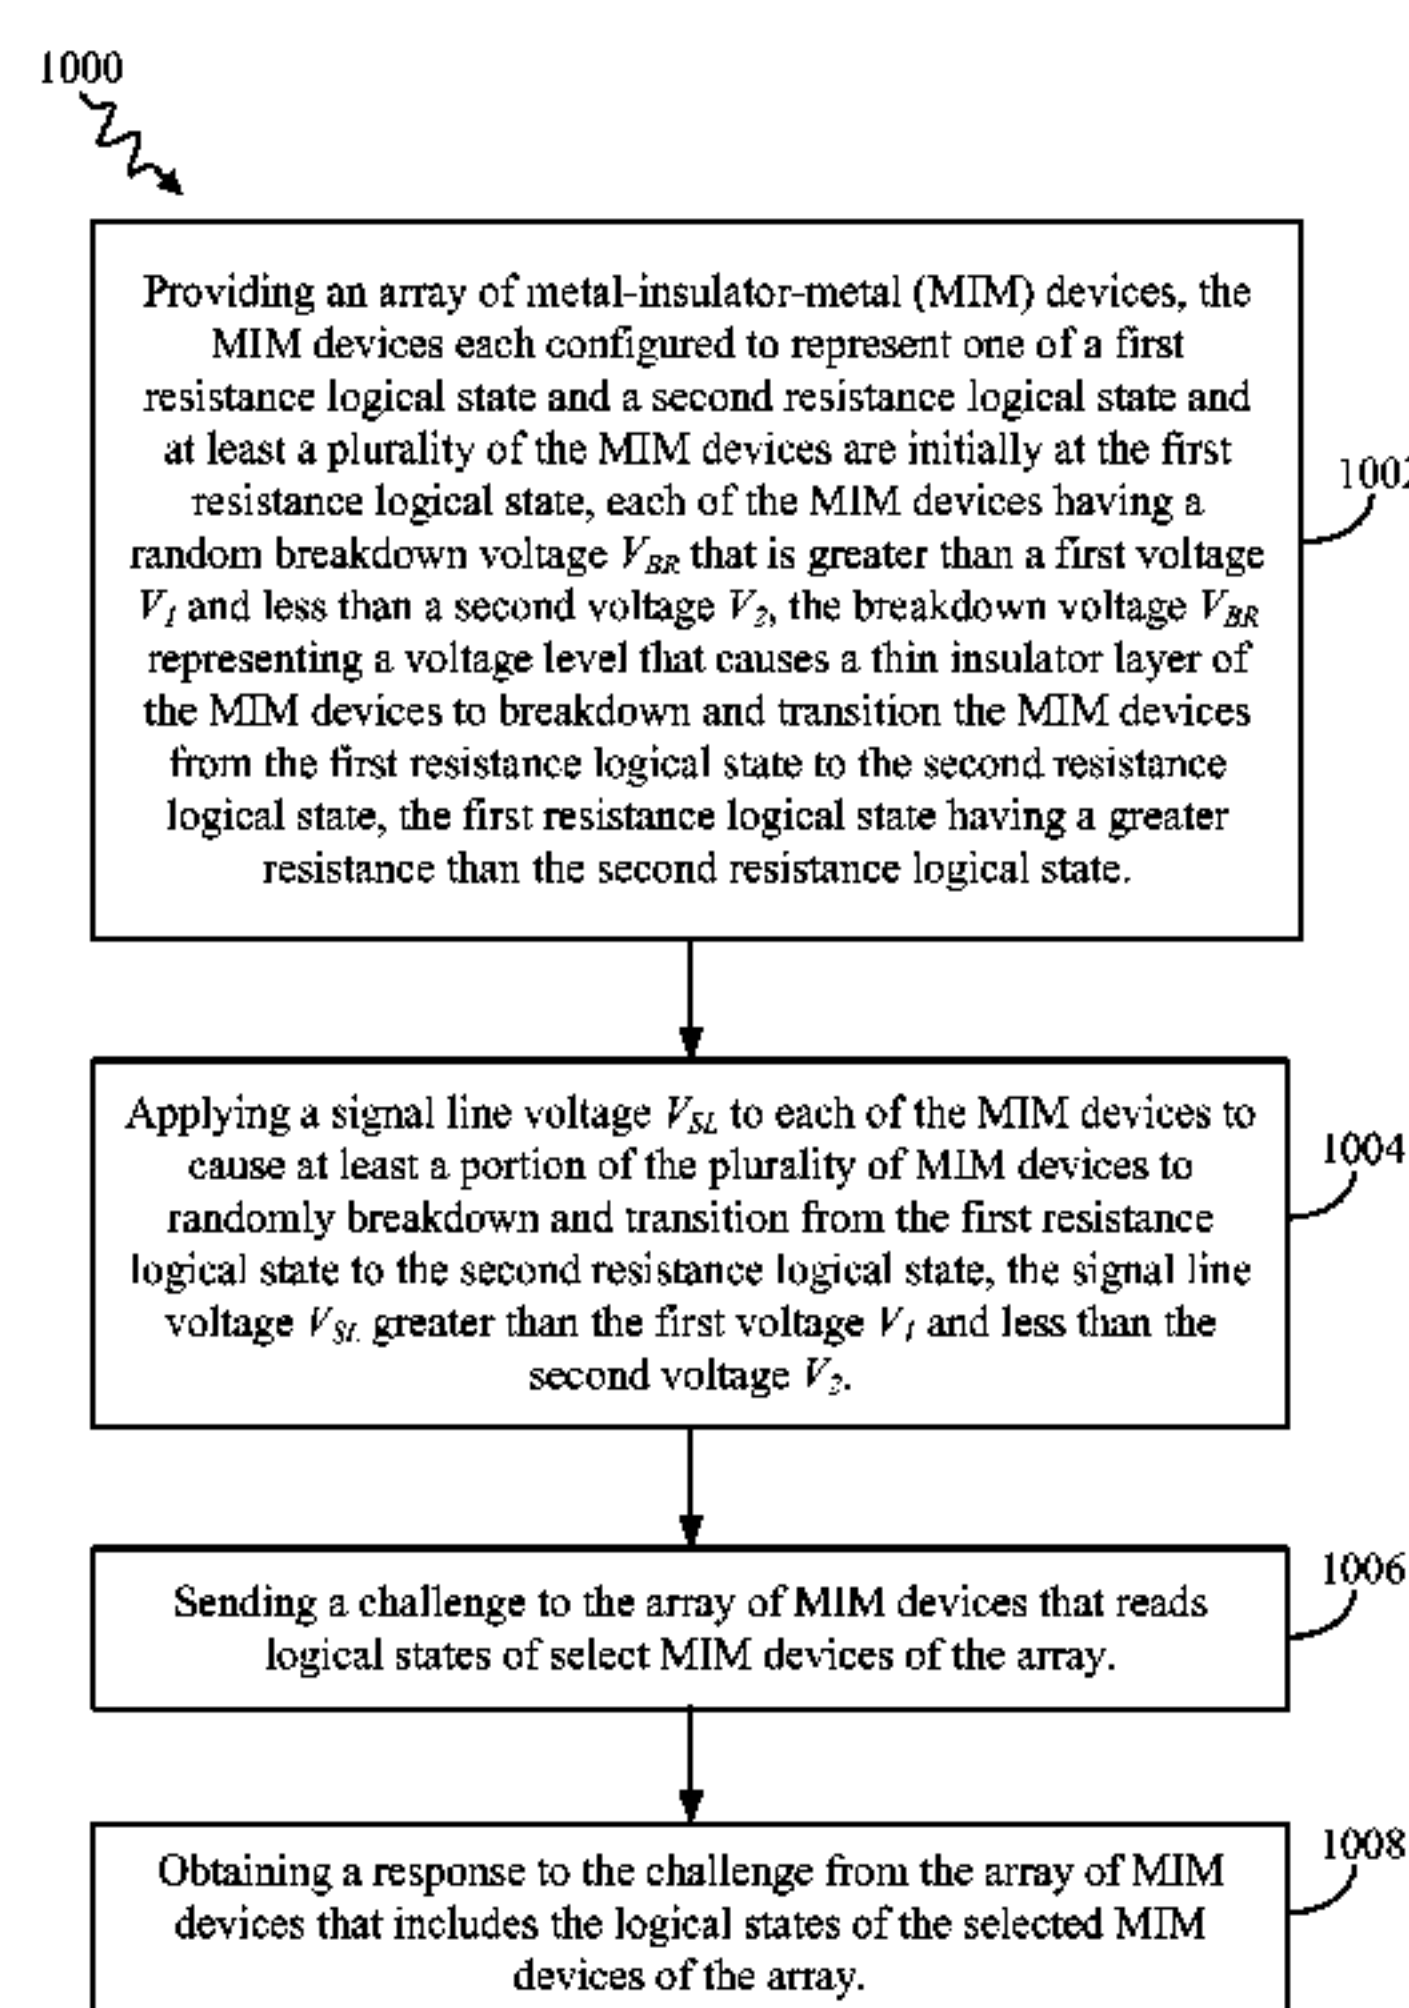 1000
Providing an array of metal-insulator-metal (MIM) devices, the
MIM devices each configured to represent one of a first
resistance logical state and a second resistance logical state and
at least a plurality of the MIM devices are initially at the first
resistance logical state, each of the MIM devices having a
random breakdown voltage V_BR that is greater than a first voltage
V_1 and less than a second voltage V_2, the breakdown voltage V_BR
representing a voltage level that causes a thin insulator layer of
the MIM devices to breakdown and transition the MIM devices
from the first resistance logical state to the second resistance
logical state, the first resistance logical state having a greater
resistance than the second resistance logical state.
1002
Applying a signal line voltage V_SL to each of the MIM devices to
cause at least a portion of the plurality of MIM devices to
randomly breakdown and transition from the first resistance
logical state to the second resistance logical state, the signal line
voltage V_SL greater than the first voltage V_1 and less than the
second voltage V_2.
1004
Sending a challenge to the array of MIM devices that reads
logical states of select MIM devices of the array.
1006
Obtaining a response to the challenge from the array of MIM
devices that includes the logical states of the selected MIM
devices of the array.
1008